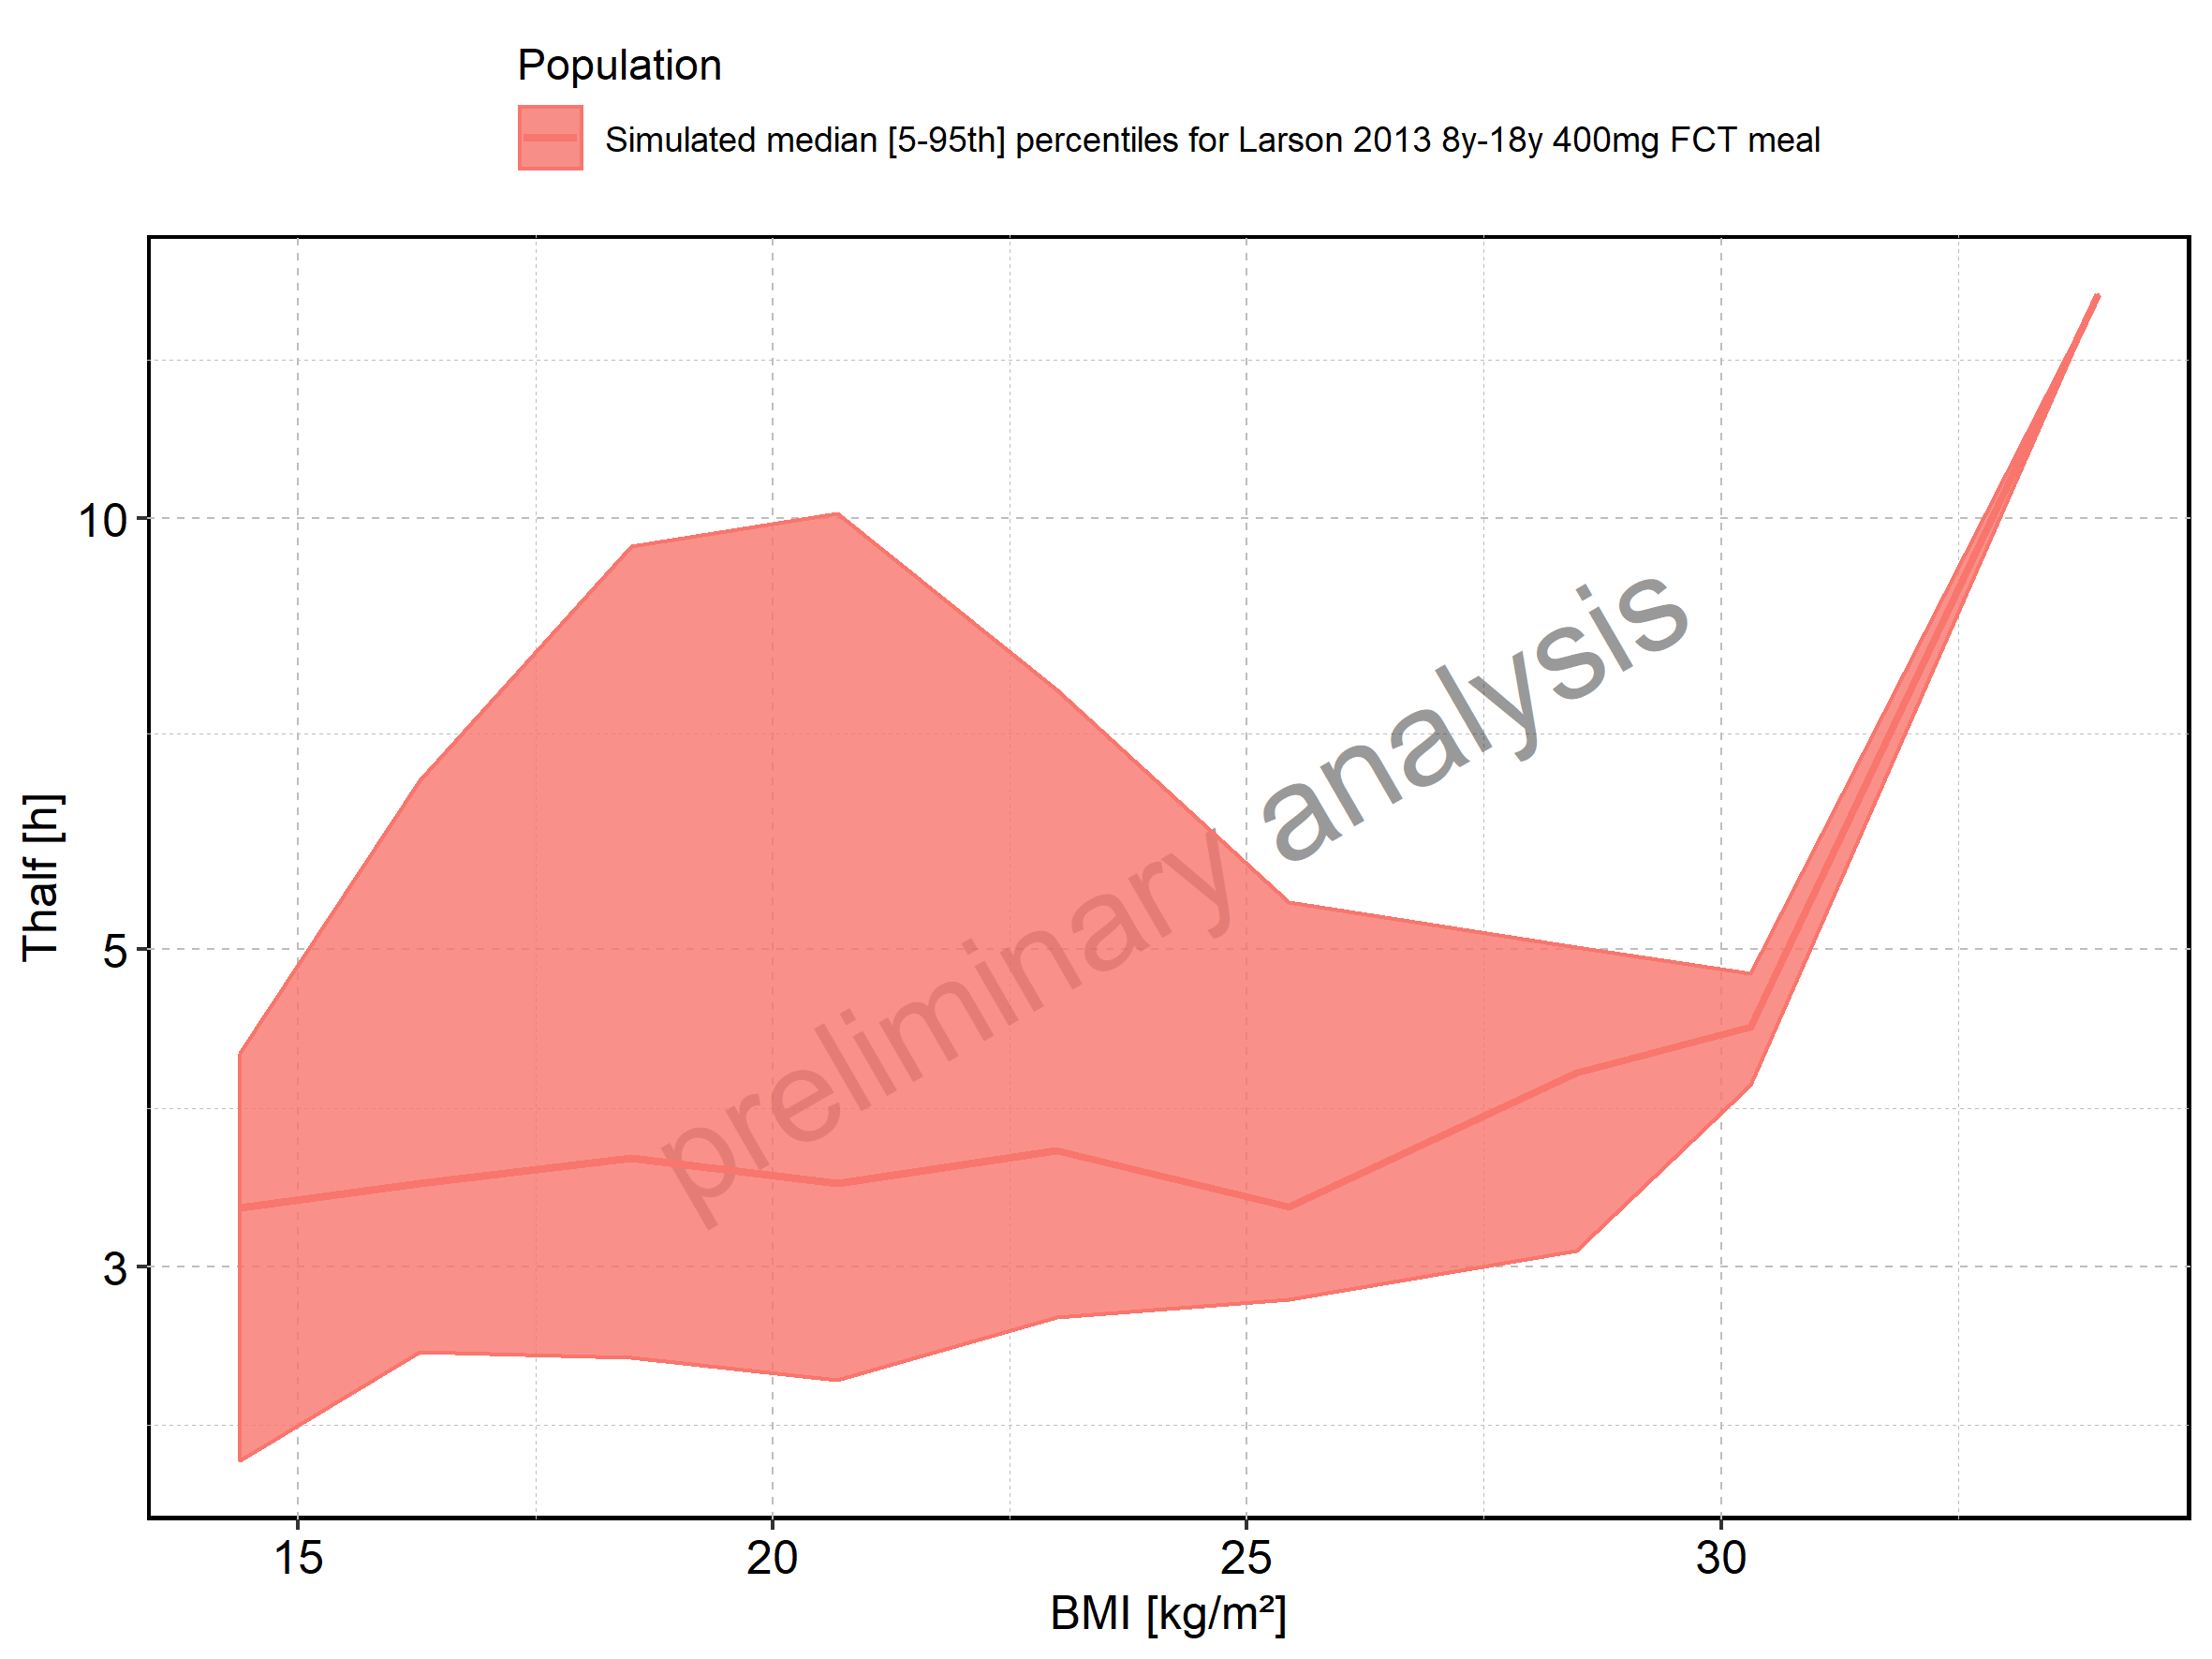 Population
Simulated median [5-95th] percentiles for Larson 2013 8y-18y 400mg FCT meal
10
5
3
Thalf [h]
preliminary analysis
15 20 25 30
BMI [kg/m²]